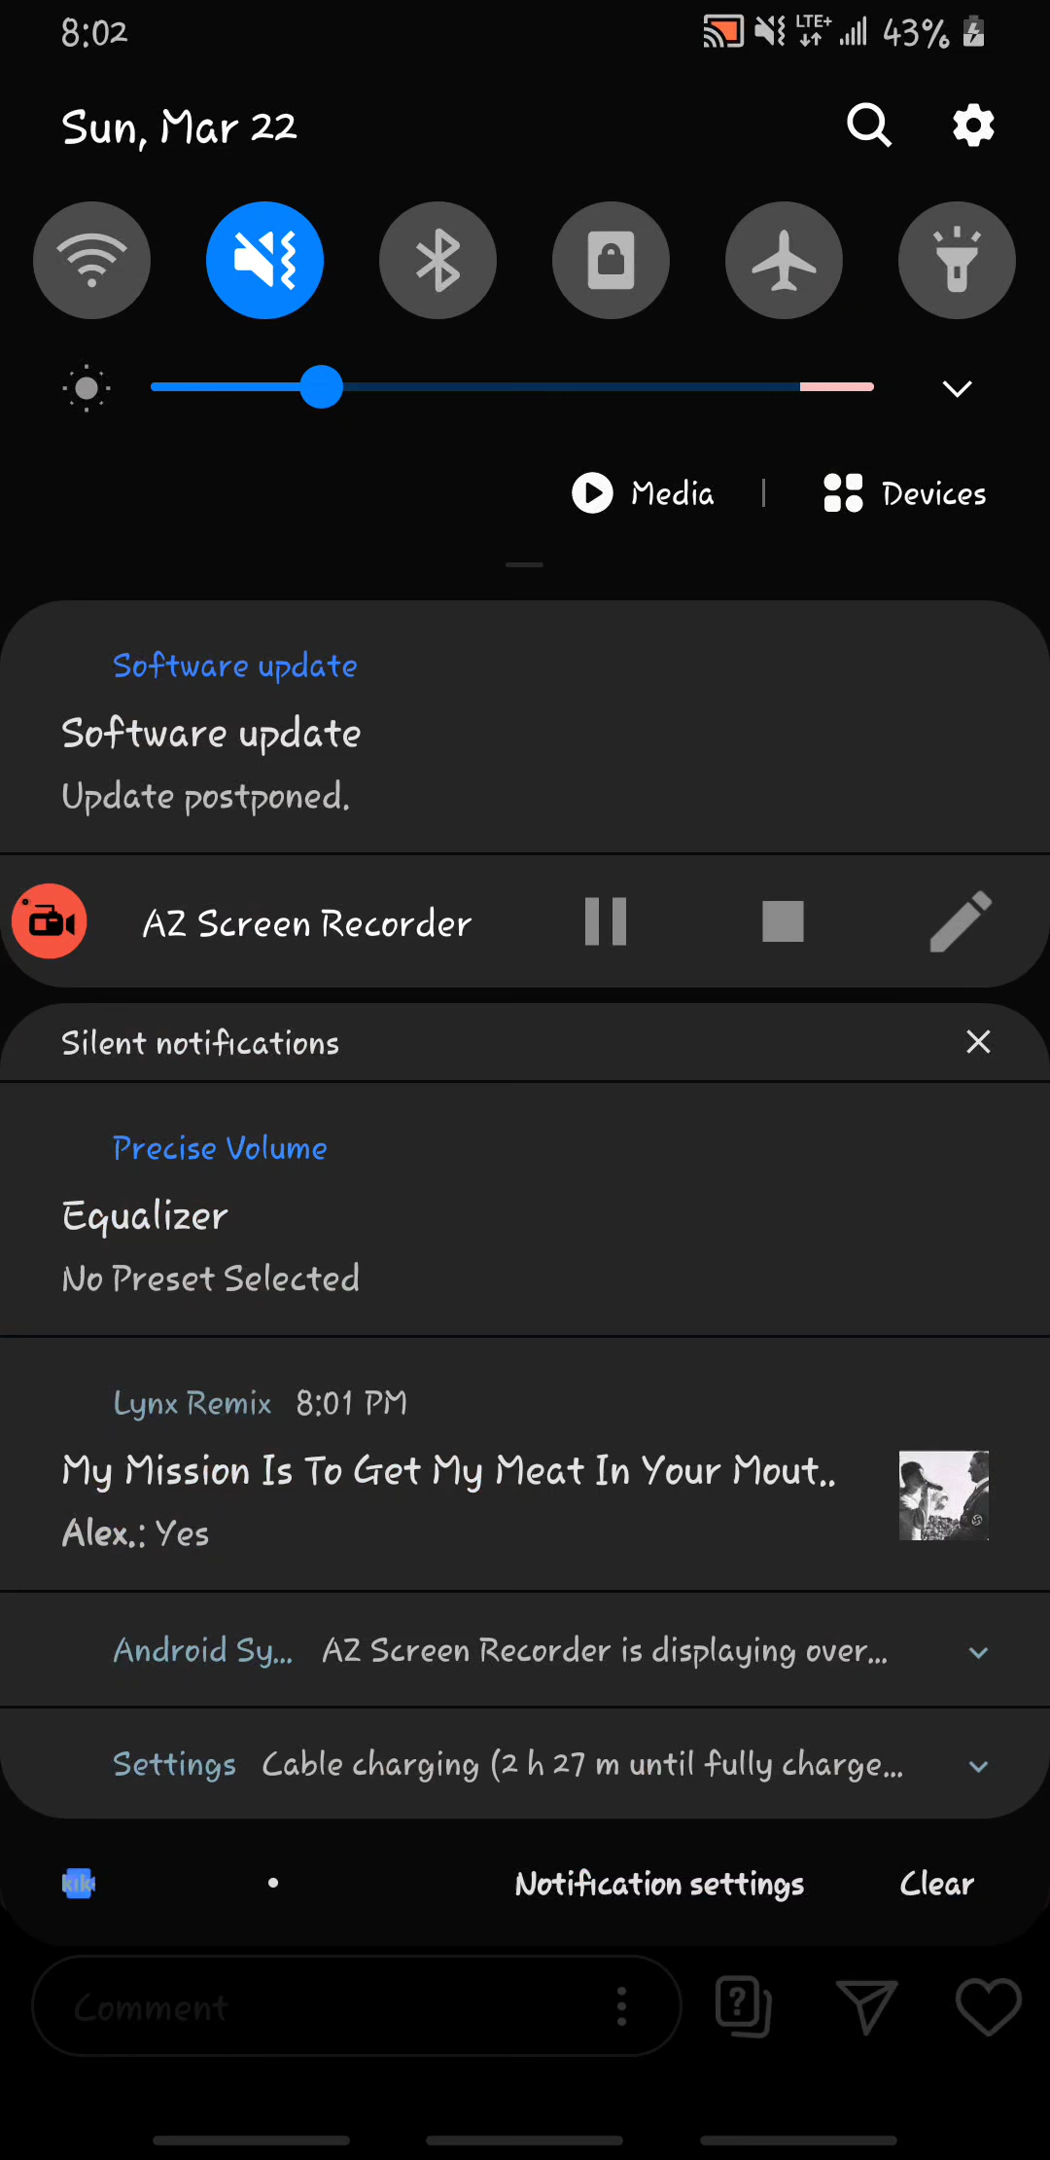 8:02
LTE+
43%
Sun, Mar 22
Media | Devices
Software update
Software update
Update postponed.
AZ Screen Recorder
Silent notifications
Precise Volume
Equalizer
No Preset Selected
Lynx Remix 8:01 PM
My Mission Is To Get My Meat In Your Mout..
Alex.: Yes
Android Sy... AZ Screen Recorder is displaying over...
Settings Cable charging (2 h 27 m until fully charge...
kik
Notification settings
Clear
Comment